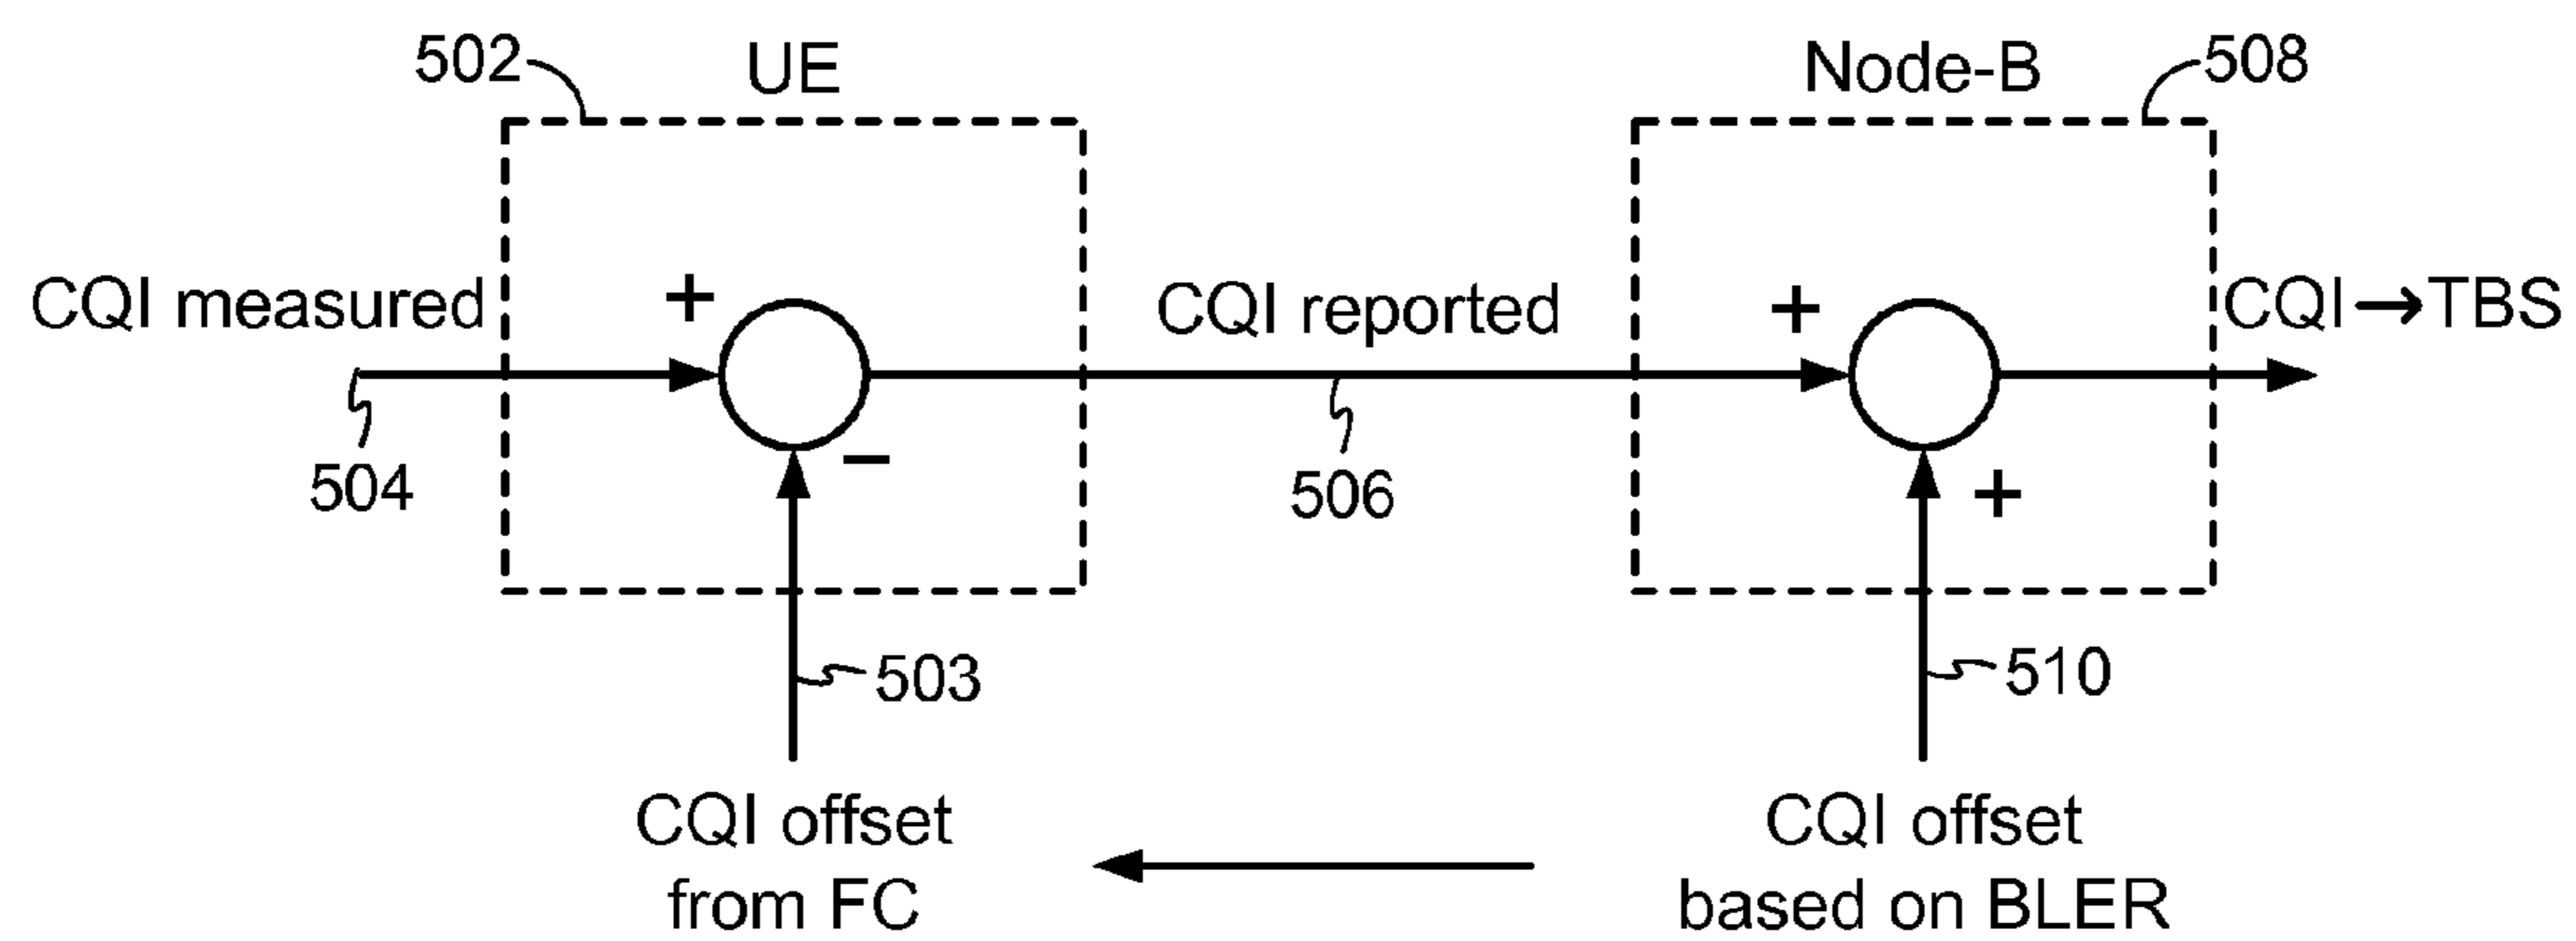 502
UE
Node-B
508
CQI measured
+
CQI reported
+
CQI→TBS
504
−
506
+
503
510
CQI offset
from FC
CQI offset
based on BLER